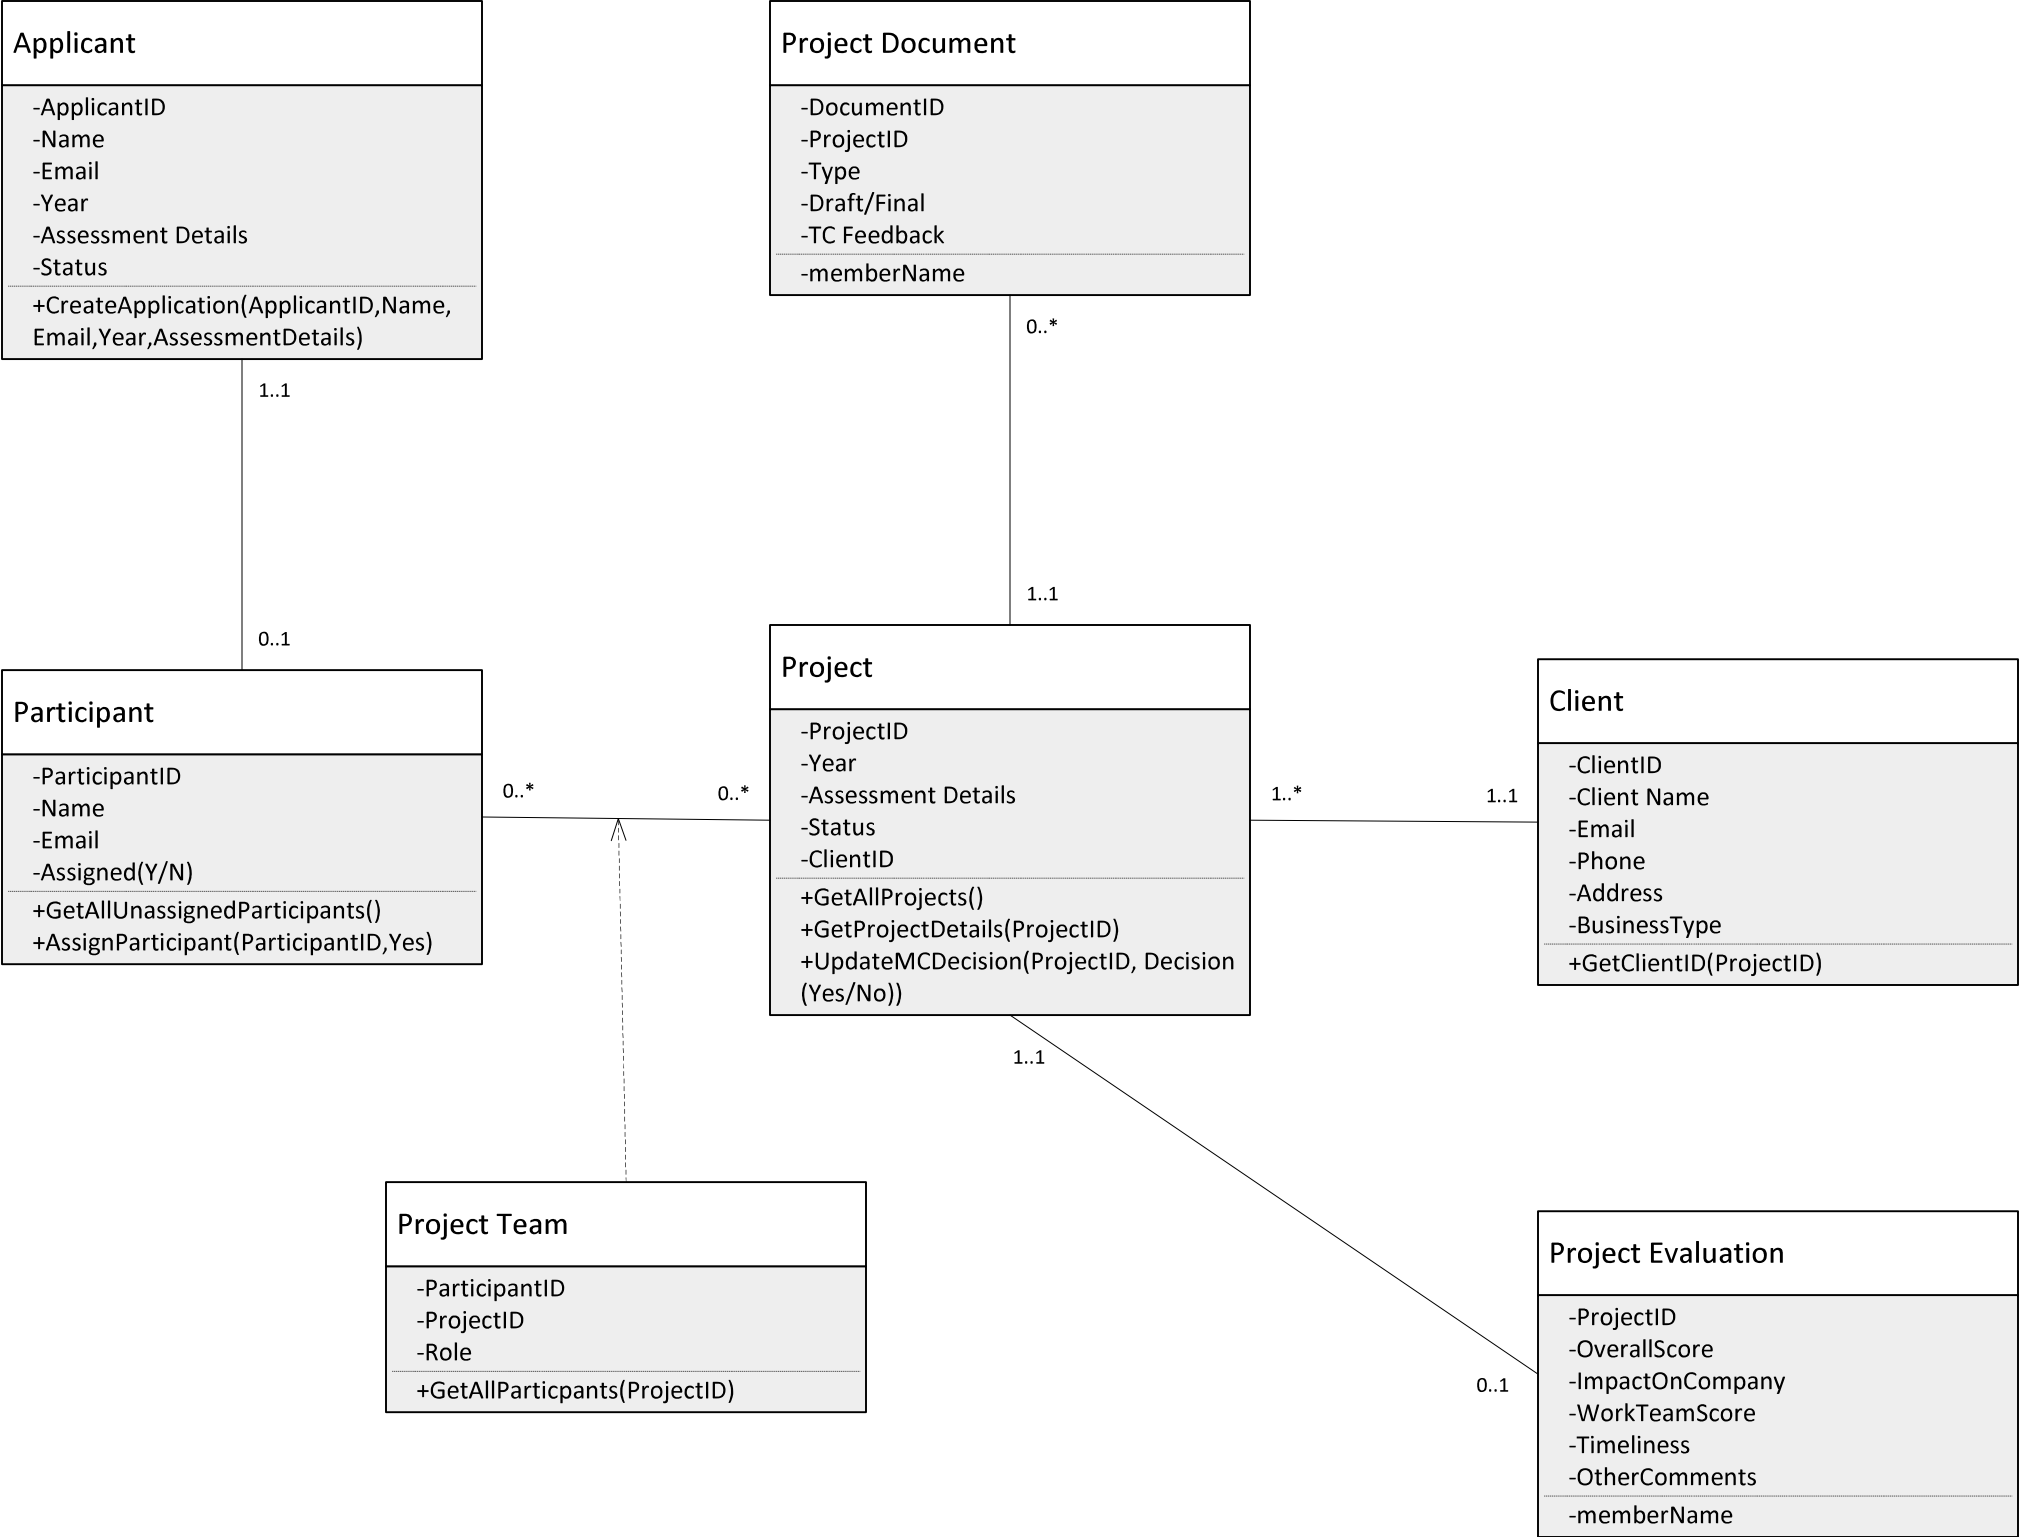 Applicant
-ApplicantID
-Name
-Email
-Year
-Assessment Details
-Status
+CreateApplication(ApplicantID,Name,
Email,Year,AssessmentDetails)
1..1
0..1
Project Document
-DocumentID
-ProjectID
-Type
-Draft/Final
-TC Feedback
-memberName
0..*
1..1
Participant
-ParticipantID
-Name
-Email
-Assigned(Y/N)
+GetAllUnassignedParticipants()
+AssignParticipant(ParticipantID,Yes)
0..*
0..*
Project
-ProjectID
-Year
-Assessment Details
-Status
-ClientID
+GetAllProjects()
+GetProjectDetails(ProjectID)
+UpdateMCDecision(ProjectID, Decision
(Yes/No))
1..*
1..1
Client
-ClientID
-Client Name
-Email
-Phone
-Address
-BusinessType
+GetClientID(ProjectID)
1..1
0..1
Project Team
-ParticipantID
-ProjectID
-Role
+GetAllParticpants(ProjectID)
Project Evaluation
-ProjectID
-OverallScore
-ImpactOnCompany
-WorkTeamScore
-Timeliness
-OtherComments
-memberName